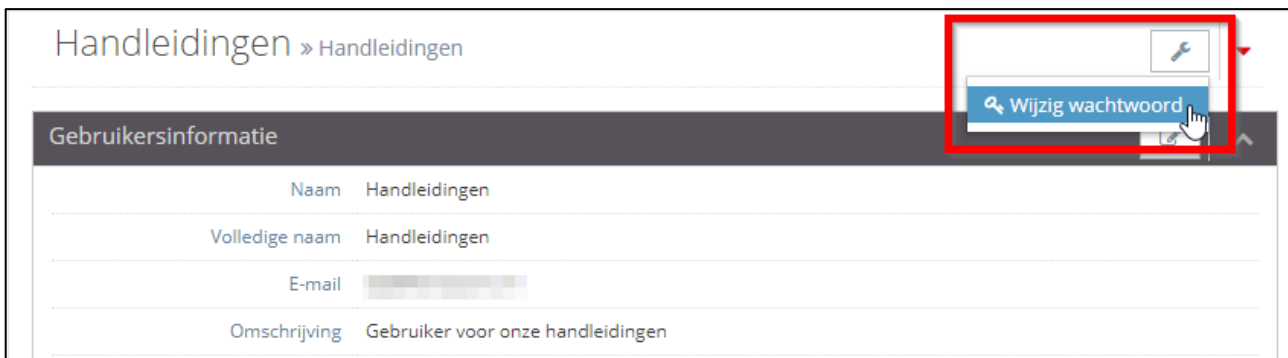 Handleidingen » Handleidingen
Wijzig wachtwoord
Gebruikersinformatie
Naam Handleidingen
Volledige naam Handleidingen
E-mail
Omschrijving Gebruiker voor onze handleidingen